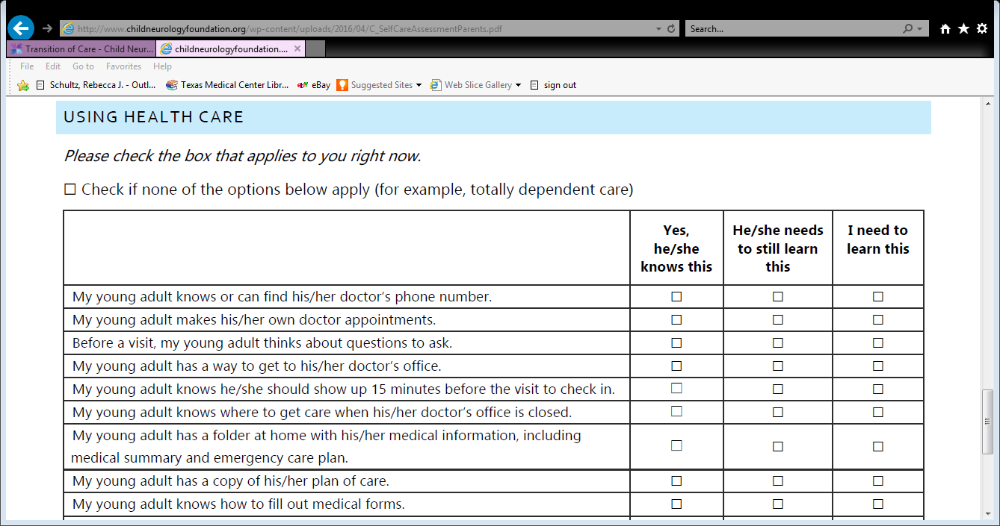 http://www.childneurologyfoundation.org/wp-content/uploads/2016/04/C_SelfCareAssessmentParents.pdf
Search...
Transition of Care - Child Neur...
childneurologyfoundation....
File Edit Go to Favorites Help
Schultz, Rebecca J. - Outl... Texas Medical Center Libr... ebY eBay Suggested Sites Web Slice Gallery sign out
USING HEALTH CARE
Please check the box that applies to you right now.
☐ Check if none of the options below apply (for example, totally dependent care)
Yes,
he/she
knows this
He/she needs
to still learn
this
I need to
learn this
My young adult knows or can find his/her doctor’s phone number. ☐ ☐ ☐
My young adult makes his/her own doctor appointments. ☐ ☐ ☐
Before a visit, my young adult thinks about questions to ask. ☐ ☐ ☐
My young adult has a way to get to his/her doctor’s office. ☐ ☐ ☐
My young adult knows he/she should show up 15 minutes before the visit to check in. ☐ ☐ ☐
My young adult knows where to get care when his/her doctor’s office is closed. ☐ ☐ ☐
My young adult has a folder at home with his/her medical information, including
medical summary and emergency care plan. ☐ ☐ ☐
My young adult has a copy of his/her plan of care. ☐ ☐ ☐
My young adult knows how to fill out medical forms. ☐ ☐ ☐